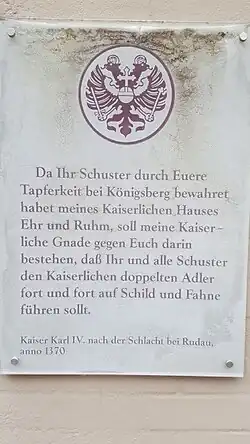 Da Ihr Schuster durch Euere
Tapferkeit bei Königsberg bewahret
habet meines Kaiserlichen Hauses
Ehr und Ruhm, soll meine Kaiser-
liche Gnade gegen Euch darin
bestehen, daß Ihr und alle Schuster
den Kaiserlichen doppelten Adler
fort und fort auf Schild und Fahne
führen sollt.
Kaiser Karl IV. nach der Schlacht bei Rudau,
anno 1370